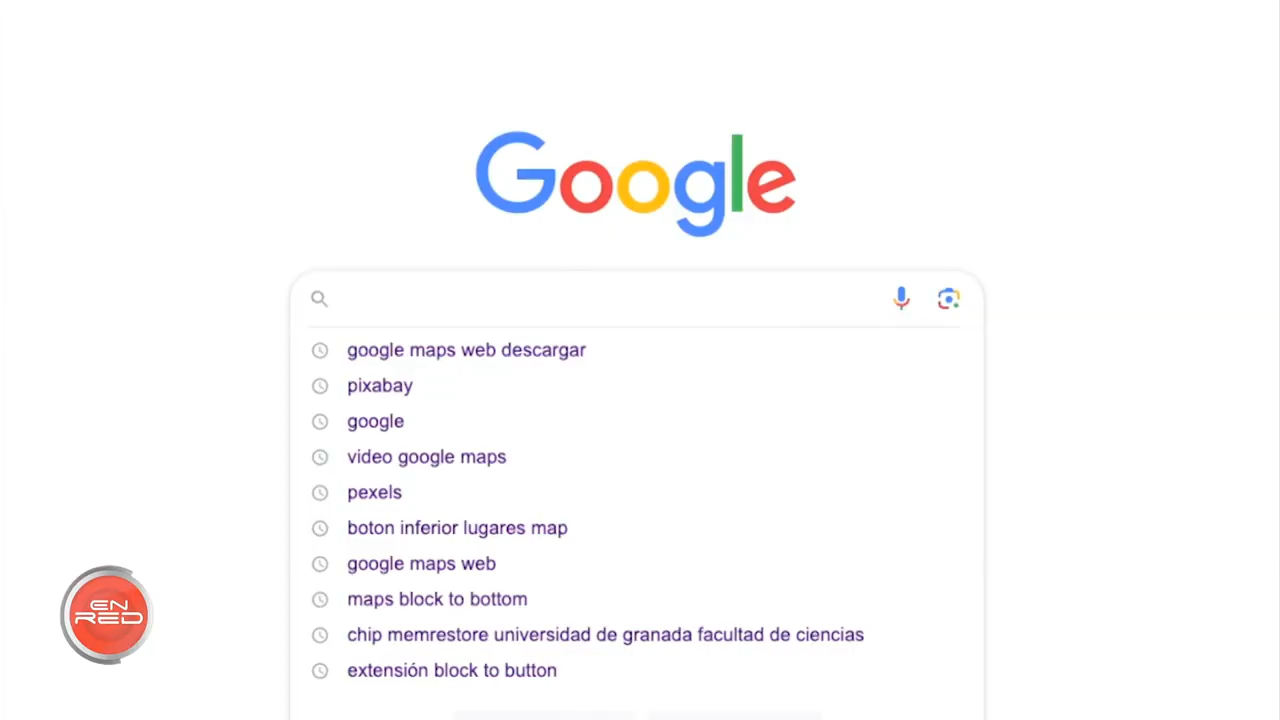 Google
google maps web descargar
pixabay
google
video google maps
pexels
boton inferior lugares map
google maps web
maps block to bottom
chip memrestore universidad de granada facultad de ciencias
extensión block to button
EN
RED